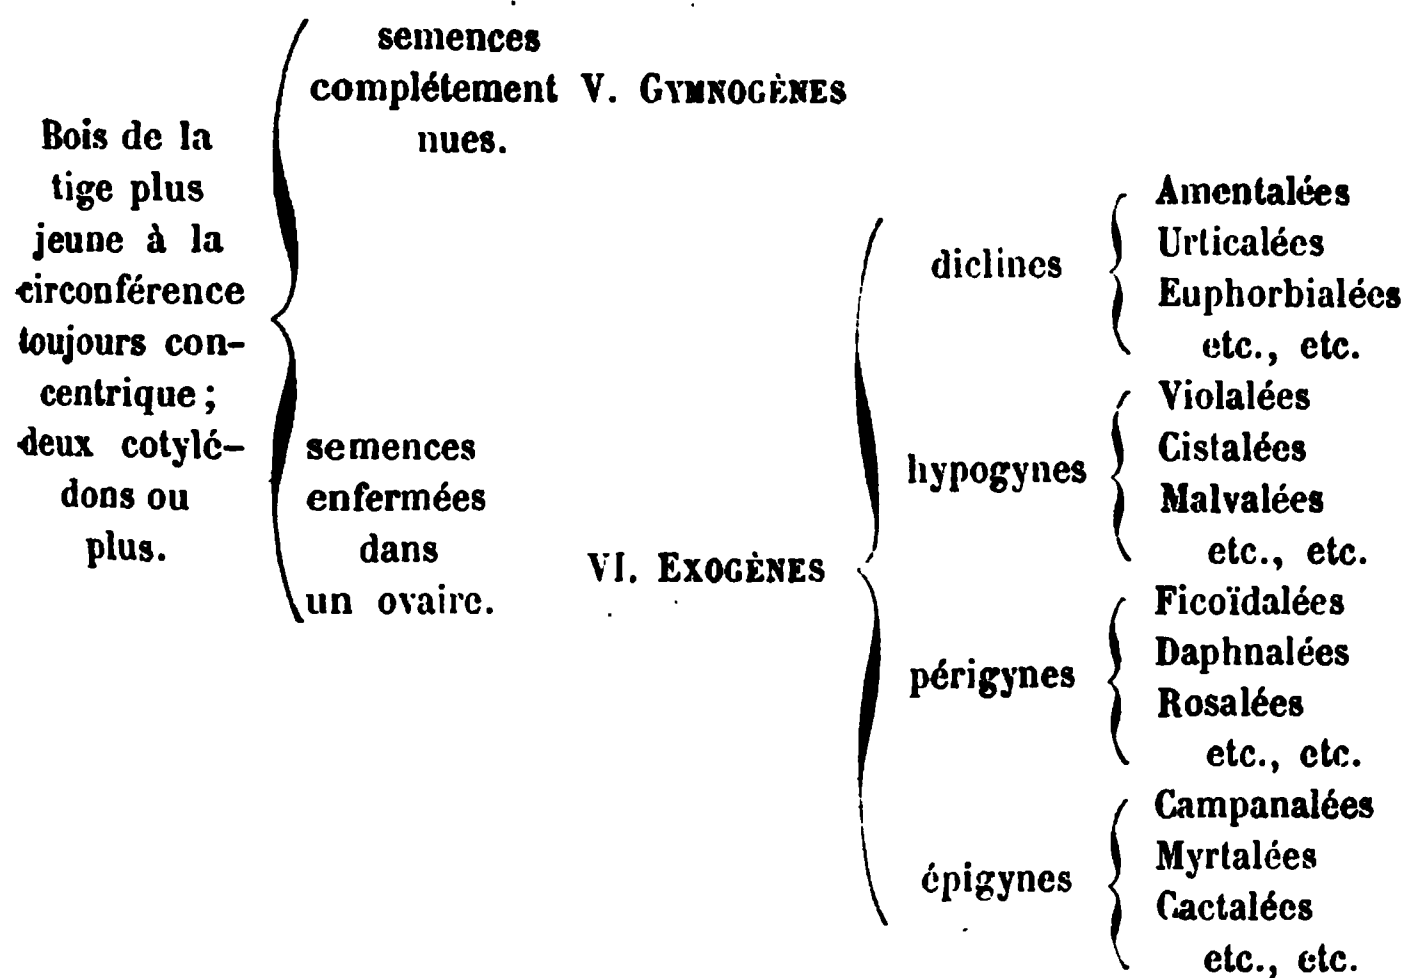 Bois de la
tige plus
jeune à la
circonférence
toujours con-
centrique;
deux cotylé-
dons ou
plus.
semences
complétement V. GYMNOGÈNES
nues.
semences
enfermées
dans
un ovaire.
VI. EXOGÈNES
diclines
Amentalées
Urticalées
Euphorbialées
etc., etc.
hypogynes
Violalées
Cistalées
Malvalées
etc., etc.
périgynes
Ficoïdalées
Daphnalées
Rosalées
etc., etc.
épigynes
Campanalées
Myrtalées
Cactalées
etc., etc.